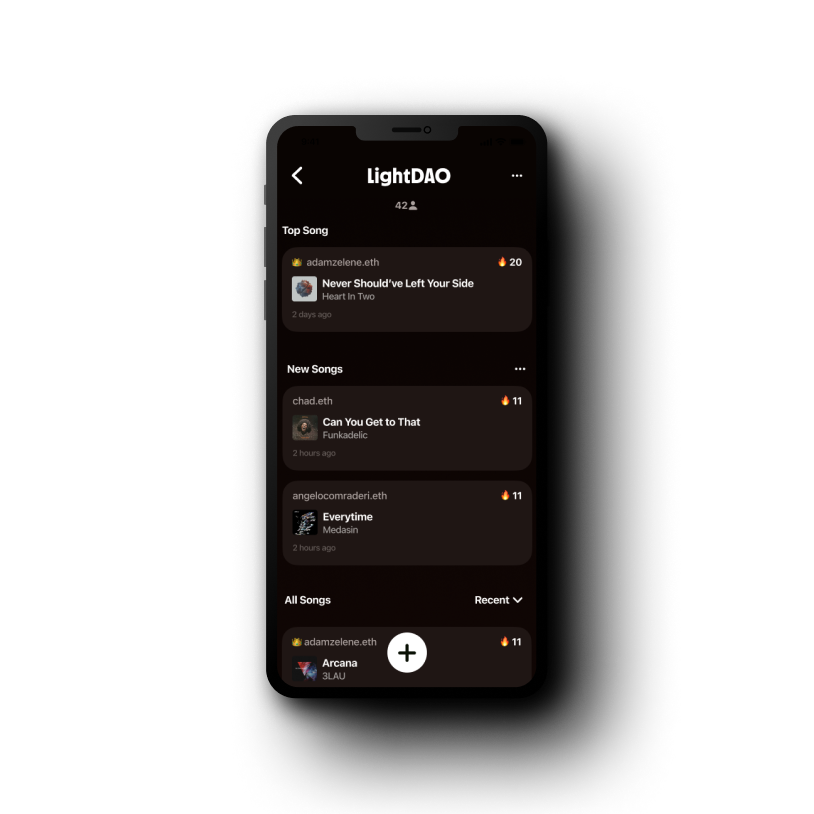 LightDAO
42
Top Song
adamzelene.eth 20
Never Should've Left Your Side
Heart In Two
2 days ago
New Songs
chad.eth 11
Can You Get to That
Funkadelic
2 hours ago
angelocomraderi.eth 11
Everytime
Medasin
2 hours ago
All Songs Recent
adamzelene.eth 11
Arcana
3LAU